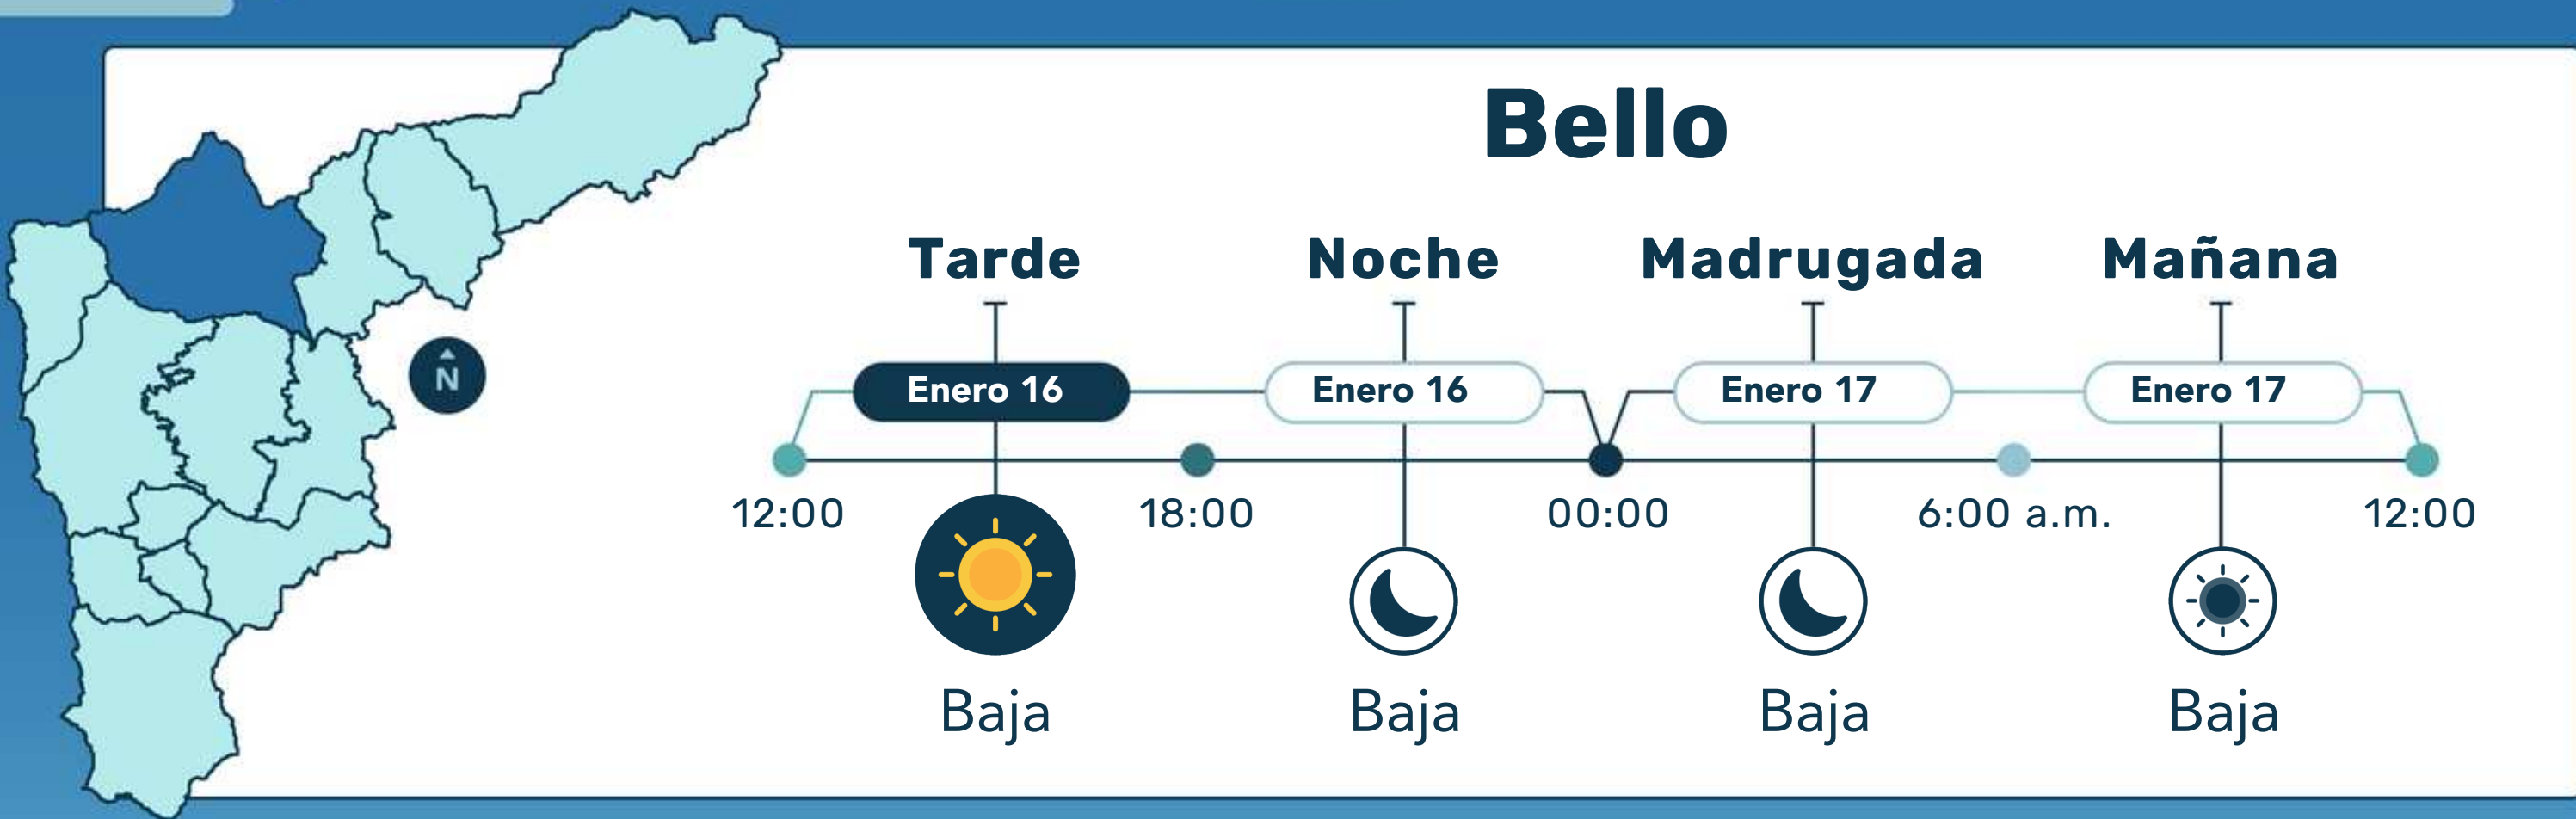 Bello
Tarde Noche Madrugada Mañana
Enero 16 Enero 16 Enero 17 Enero 17
N
12:00 18:00 00:00 6:00 a.m. 12:00
Baja Baja Baja Baja